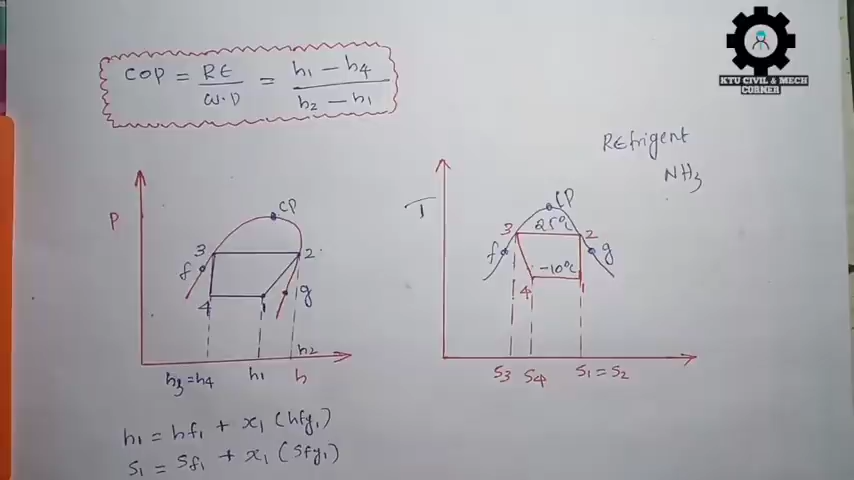 COP = RE / W.D = h1 - h4 / h2 - h1
KTU CIVIL & MECH
CORNER
REfrigent
NH3
P
CP
3
2
f
g
4
1
h2
h3=h4
h1
h
T
CP
3
25°C
2
f
g
-10°C
4
S3
S4
S1 = S2
h1 = hf1 + x1 (hfg1)
S1 = Sf1 + x1 (Sfg1)